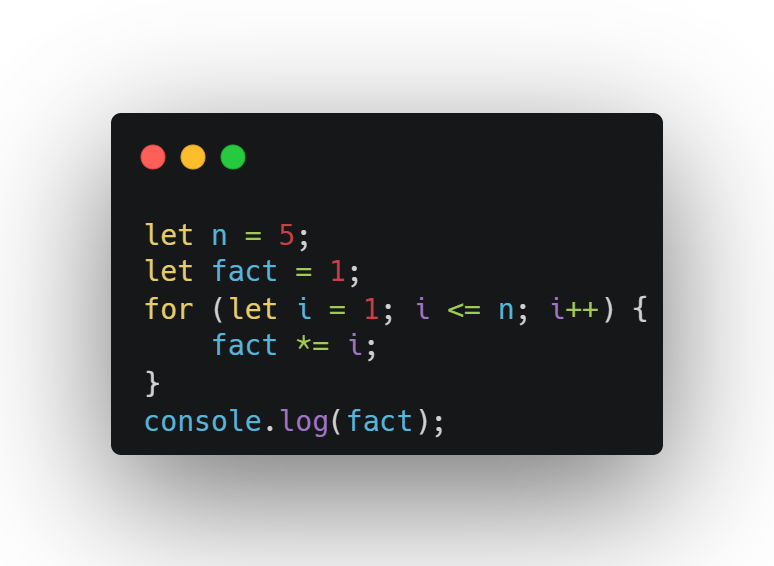 let n = 5;
let fact = 1;
for (let i = 1; i <= n; i++) {
    fact *= i;
}
console.log(fact);